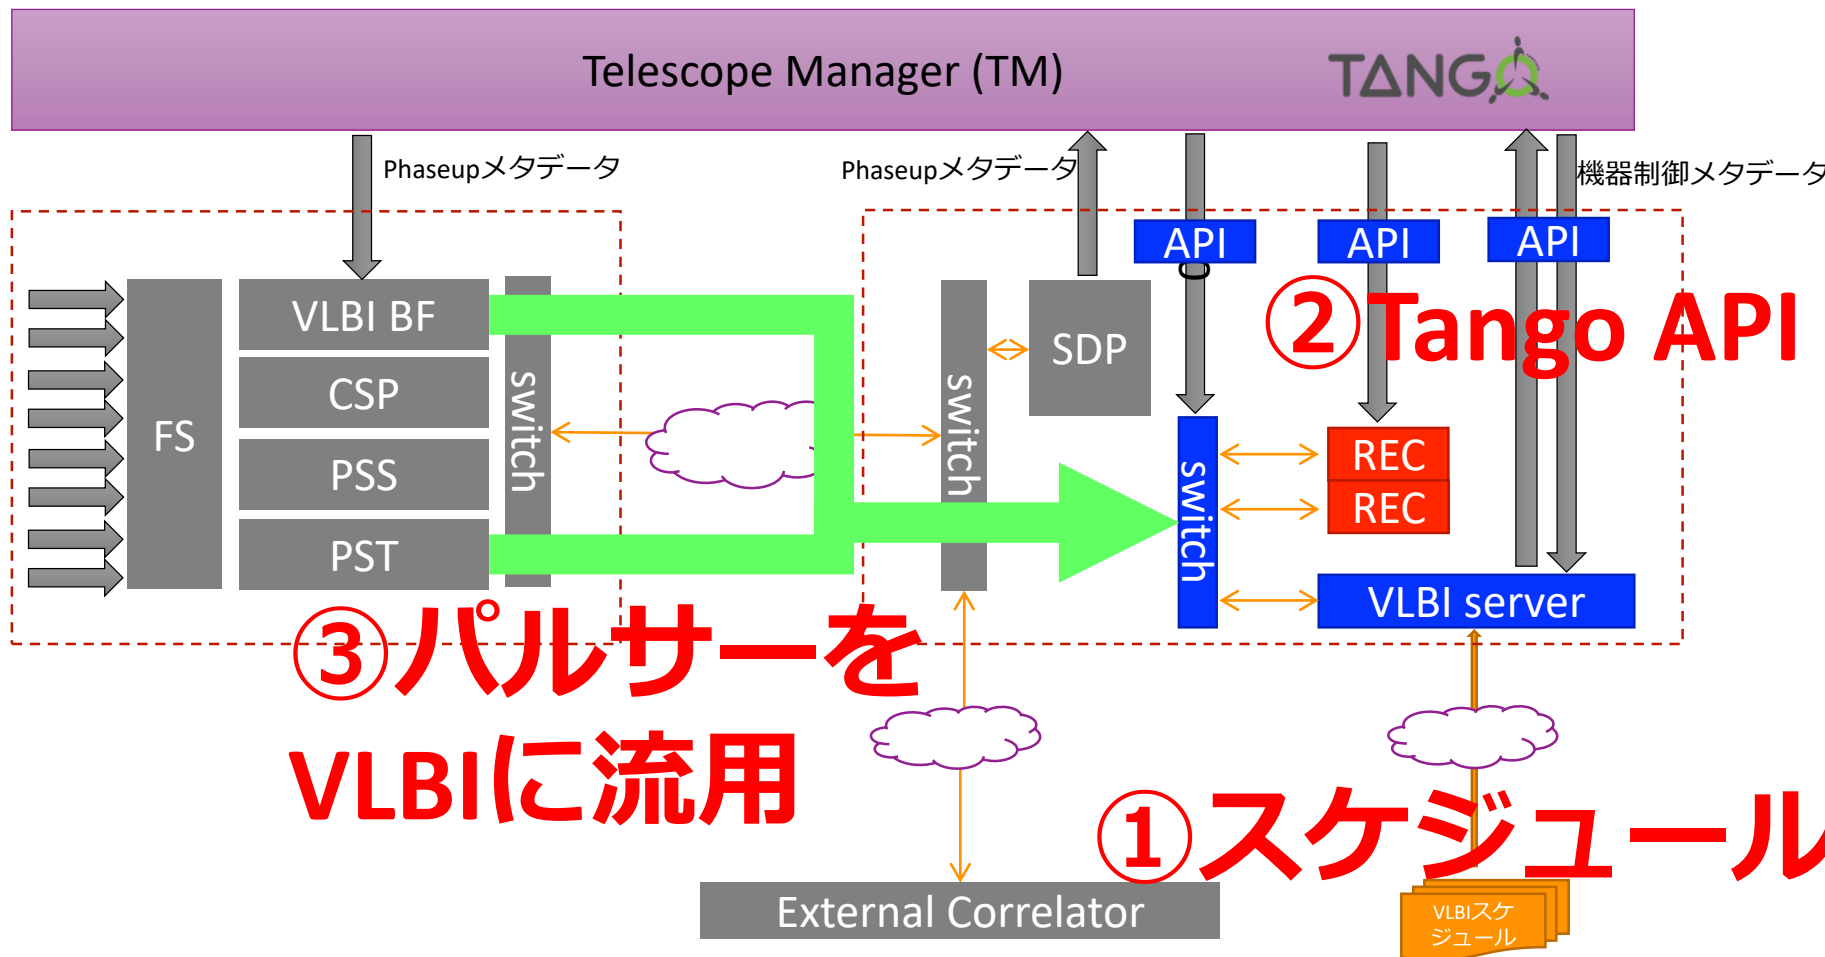 Telescope Manager (TM)
TANGO
Phaseupメタデータ
Phaseupメタデータ
機器制御メタデータ
API
API
API
②Tango API
VLBI BF
CSP
PSS
PST
FS
switch
switch
SDP
switch
REC
REC
VLBI server
③パルサーを
VLBIに流用
①スケジュール
External Correlator
VLBIスケ
ジュール